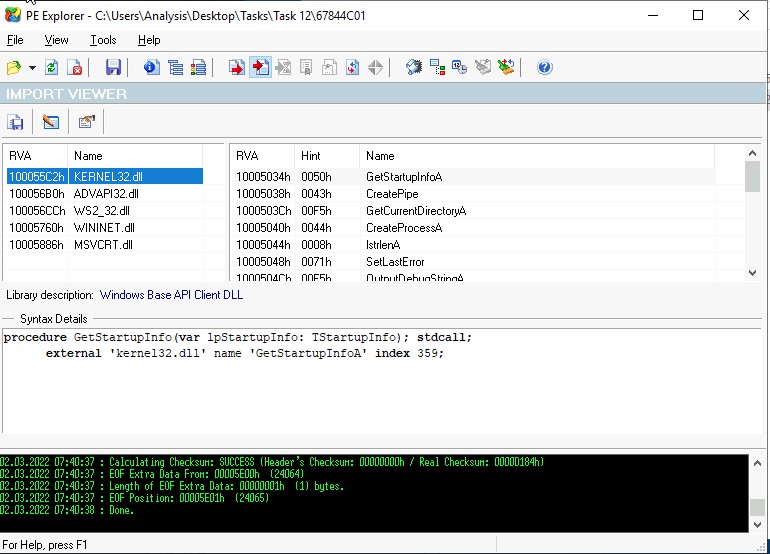 PE Explorer - C:\Users\Analysis\Desktop\Tasks\Task 12\67844C01
File View Tools Help
IMPORT VIEWER
RVA Name
100055C2h KERNEL32.dll
100056B0h ADVAPI32.dll
100056CCh WS2_32.dll
10005760h WININET.dll
10005886h MSVCRT.dll
RVA Hint Name
10005034h 0050h GetStartupInfoA
10005038h 0043h CreatePipe
1000503Ch 00F5h GetCurrentDirectoryA
10005040h 0044h CreateProcessA
10005044h 0008h lstrlenA
10005048h 0071h SetLastError
1000504Ch 00F5h OutputDebugStringA
Library description: Windows Base API Client DLL
Syntax Details
procedure GetStartupInfo(var lpStartupInfo: TStartupInfo); stdcall;
external 'kernel32.dll' name 'GetStartupInfoA' index 359;
02.03.2022 07:40:37 : Calculating Checksum: SUCCESS (Header's Checksum: 00000000h / Real Checksum: 0000D184h)
02.03.2022 07:40:37 : EOF Extra Data From: 00005E00h (24064)
02.03.2022 07:40:37 : Length of EOF Extra Data: 00000001h (1) bytes.
02.03.2022 07:40:37 : EOF Position: 00005E01h (24065)
02.03.2022 07:40:38 : Done.
For Help, press F1